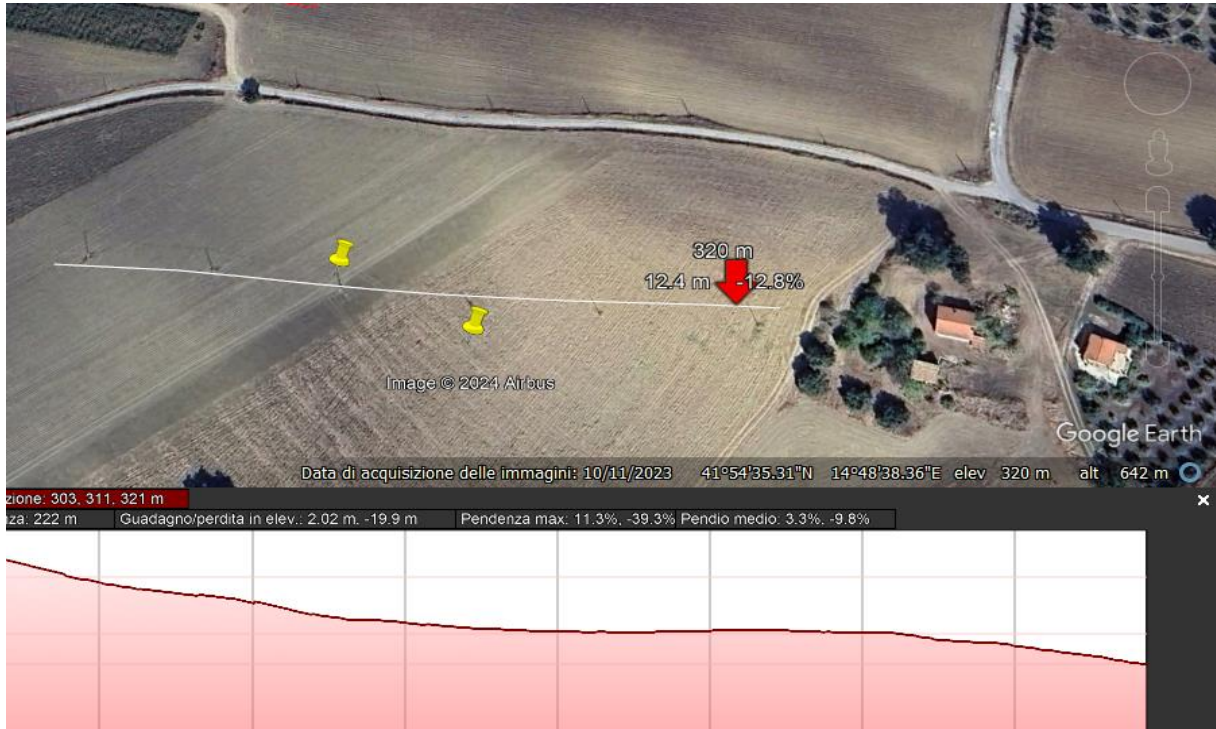 320 m
12.4 m -12.8%
Image © 2024 Airbus
Google Earth
Data di acquisizione delle immagini: 10/11/2023 41°54'35.31"N 14°48'38.36"E elev 320 m alt 642 m
zione: 303, 311, 321 m
nza: 222 m Guadagno/perdita in elev.: 2.02 m, -19.9 m Pendenza max: 11.3%, -39.3% Pendio medio: 3.3%, -9.8%